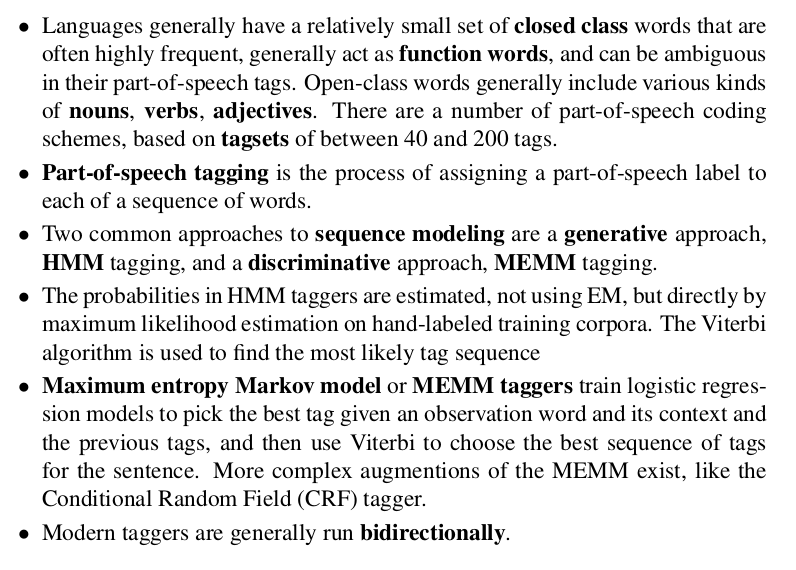 • Languages generally have a relatively small set of closed class words that are
often highly frequent, generally act as function words, and can be ambiguous
in their part-of-speech tags. Open-class words generally include various kinds
of nouns, verbs, adjectives. There are a number of part-of-speech coding
schemes, based on tagsets of between 40 and 200 tags.
• Part-of-speech tagging is the process of assigning a part-of-speech label to
each of a sequence of words.
• Two common approaches to sequence modeling are a generative approach,
HMM tagging, and a discriminative approach, MEMM tagging.
• The probabilities in HMM taggers are estimated, not using EM, but directly by
maximum likelihood estimation on hand-labeled training corpora. The Viterbi
algorithm is used to find the most likely tag sequence
• Maximum entropy Markov model or MEMM taggers train logistic regres-
sion models to pick the best tag given an observation word and its context and
the previous tags, and then use Viterbi to choose the best sequence of tags
for the sentence. More complex augmentions of the MEMM exist, like the
Conditional Random Field (CRF) tagger.
• Modern taggers are generally run bidirectionally.